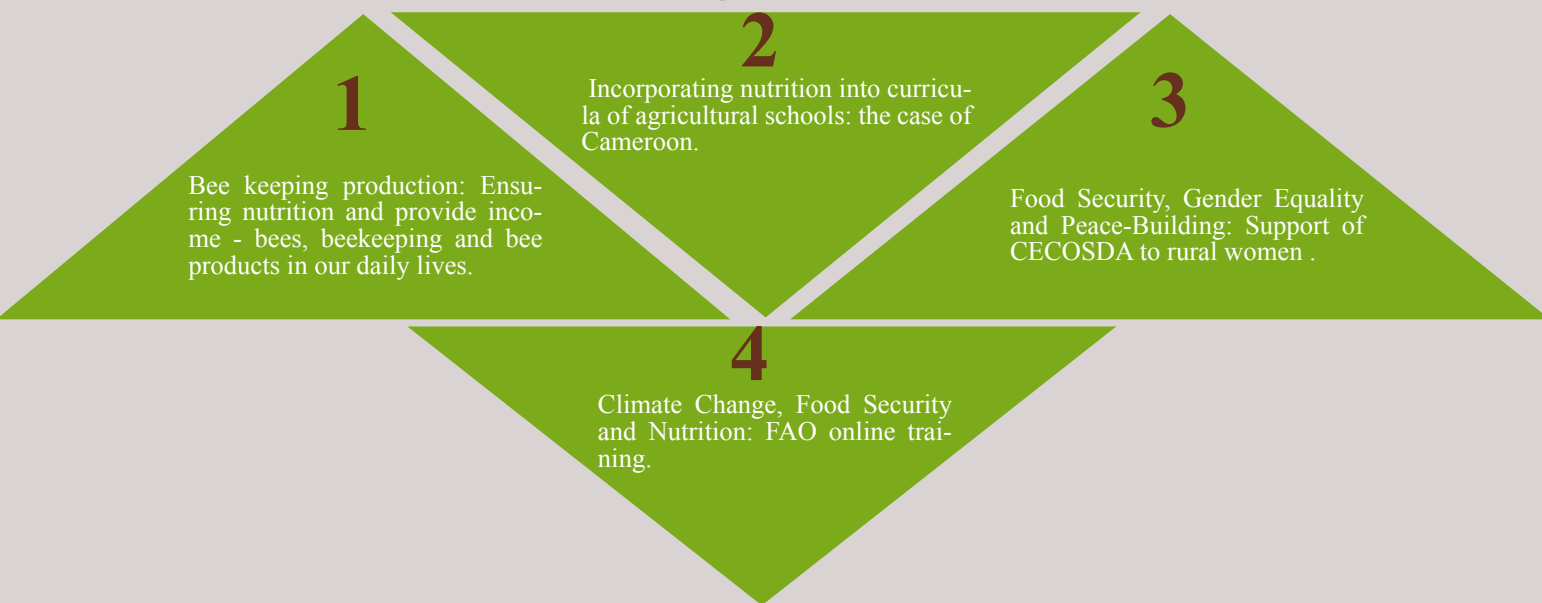 1
Bee keeping production: Ensu-
ring nutrition and provide inco-
me - bees, beekeeping and bee
products in our daily lives.
2
Incorporating nutrition into curricu-
la of agricultural schools: the case of
Cameroon.
3
Food Security, Gender Equality
and Peace-Building: Support of
CECOSDA to rural women .
4
Climate Change, Food Security
and Nutrition: FAO online trai-
ning.